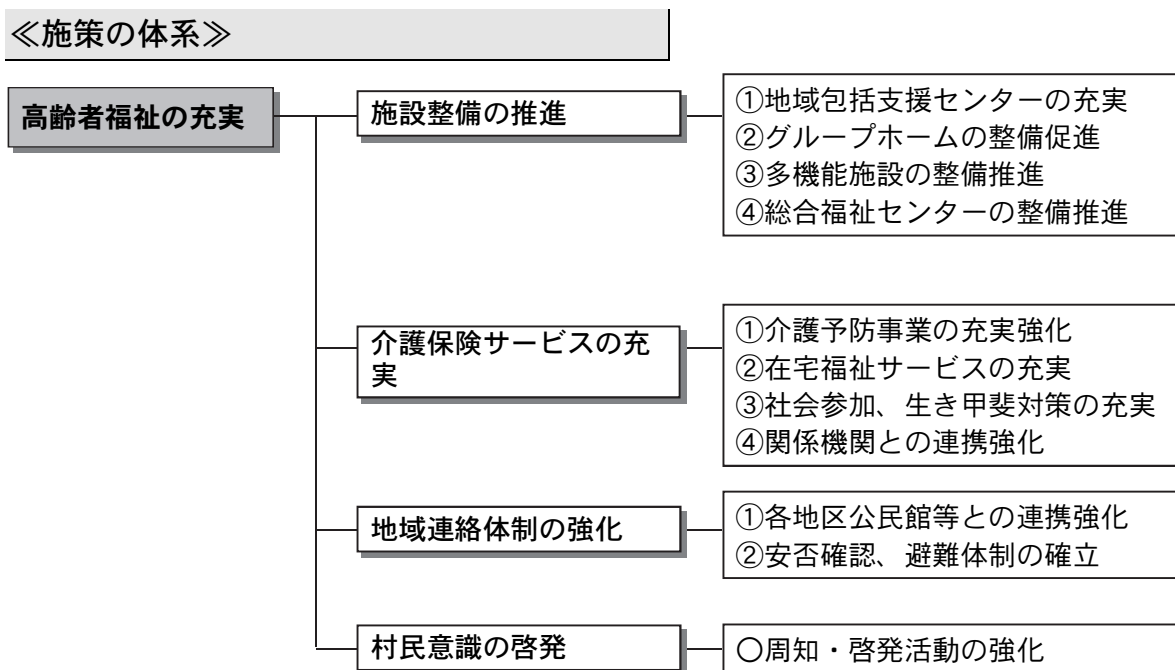 ≪施策の体系≫
高齢者福祉の充実
施設整備の推進
①地域包括支援センターの充実
②グループホームの整備促進
③多機能施設の整備推進
④総合福祉センターの整備推進
介護保険サービスの充
実
①介護予防事業の充実強化
②在宅福祉サービスの充実
③社会参加、生き甲斐対策の充実
④関係機関との連携強化
地域連絡体制の強化
①各地区公民館等との連携強化
②安否確認、避難体制の確立
村民意識の啓発
〇周知・啓発活動の強化